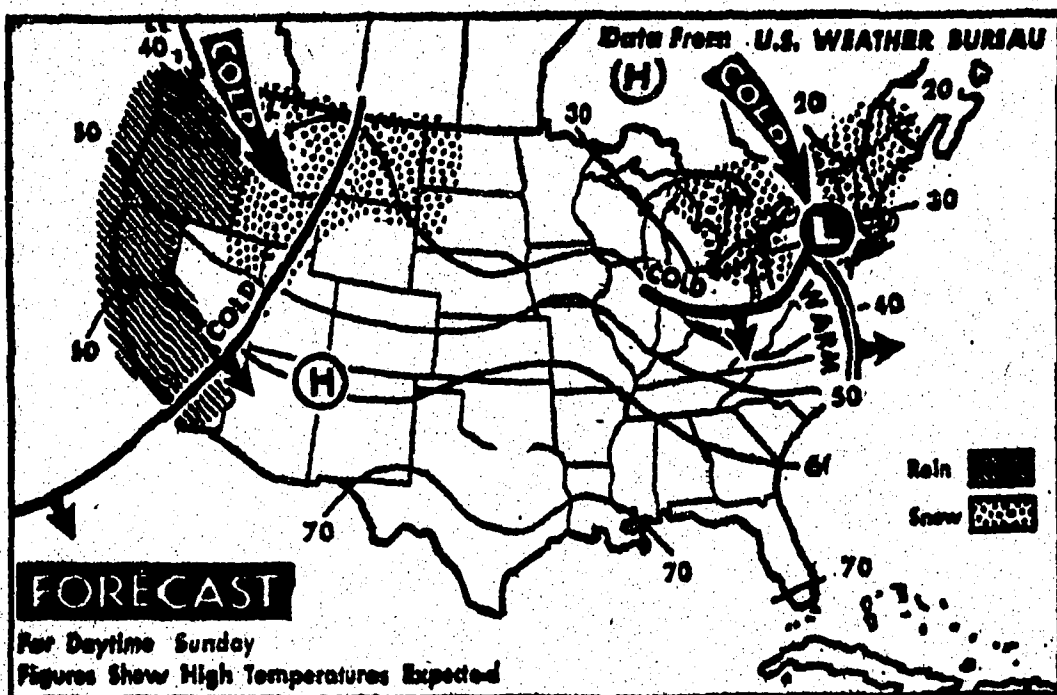 Data From U.S. WEATHER BUREAU
40
COLD
H
COLD
20
20
30
50
30
L
COLD
COLD
WARM
40
50
H
50
Rain
Snow
70
70
70
FORECAST
For Daytime Sunday
Figures Show High Temperatures Expected